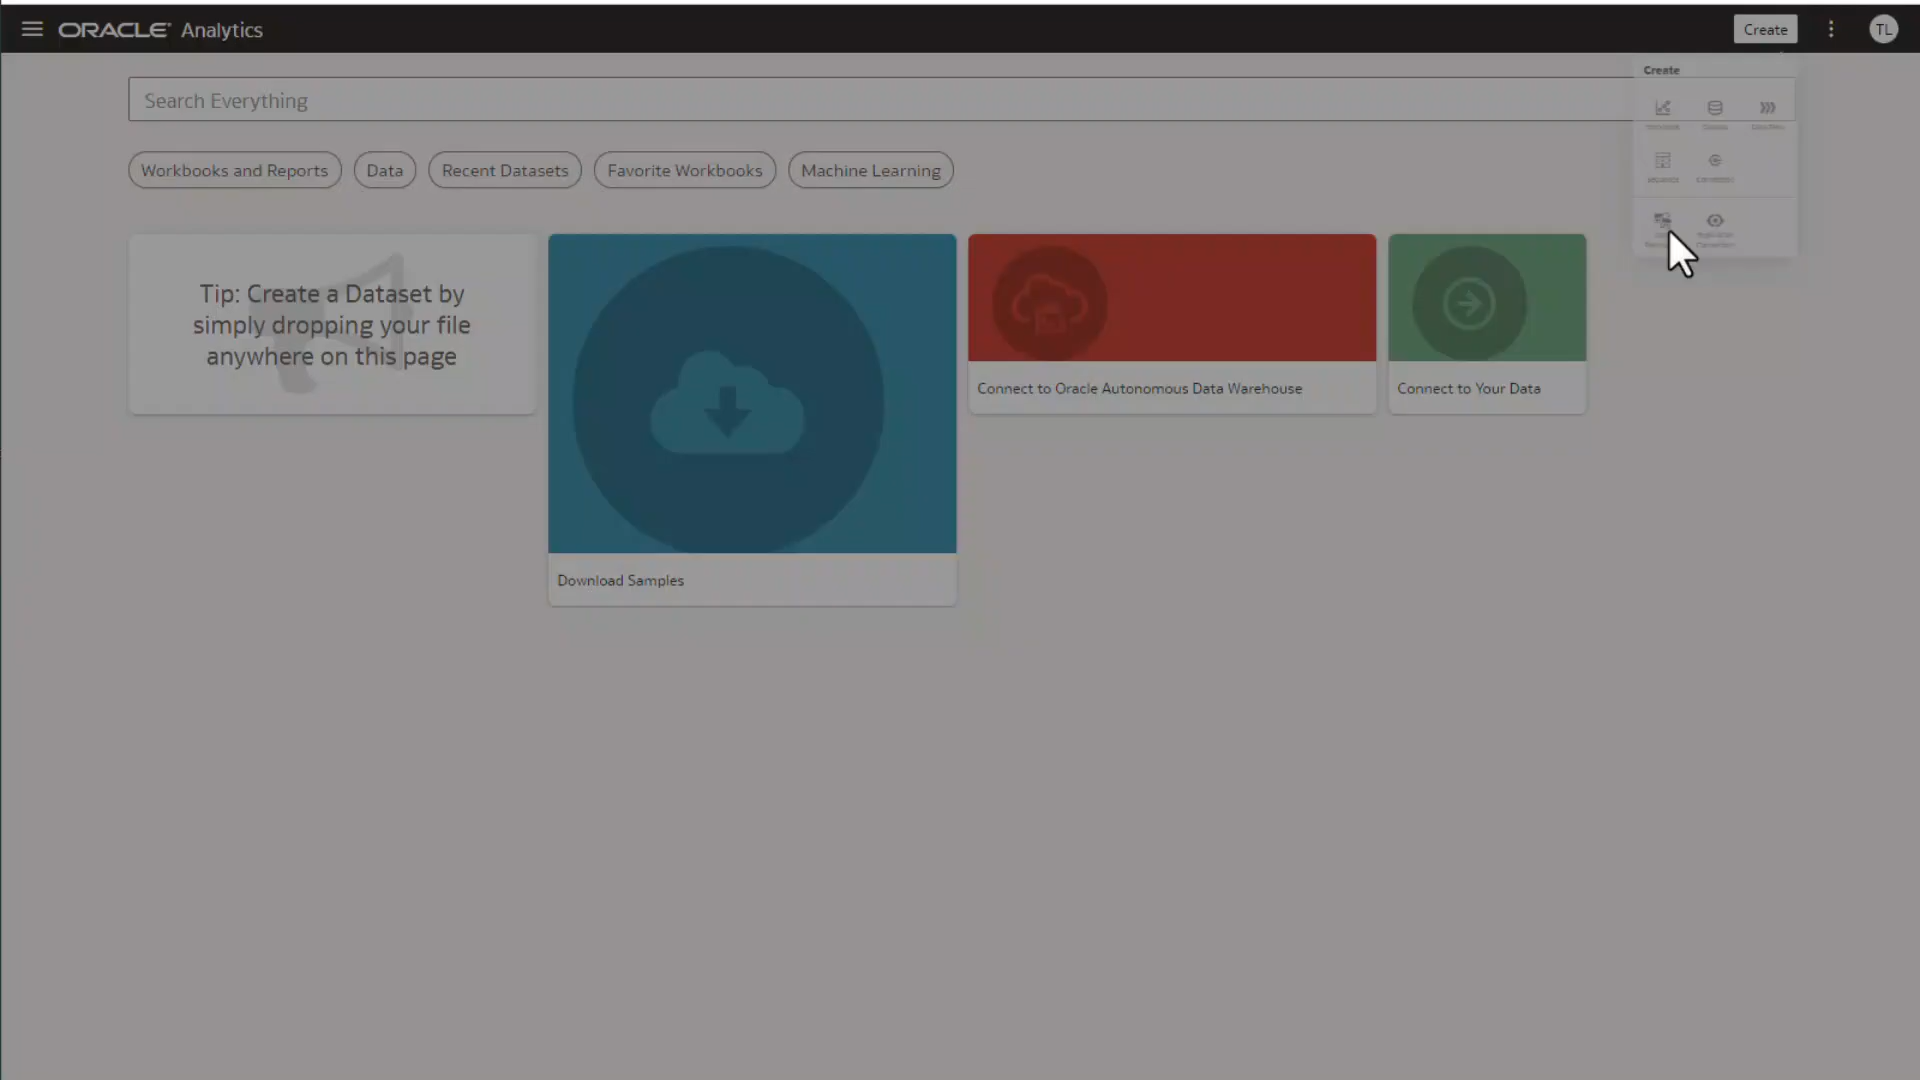 ORACLE Analytics
Create
TL
Create
Search Everything
Workbooks and Reports
Data
Recent Datasets
Favorite Workbooks
Machine Learning
Tip: Create a Dataset by
simply dropping your file
anywhere on this page
Download Samples
Connect to Oracle Autonomous Data Warehouse
Connect to Your Data